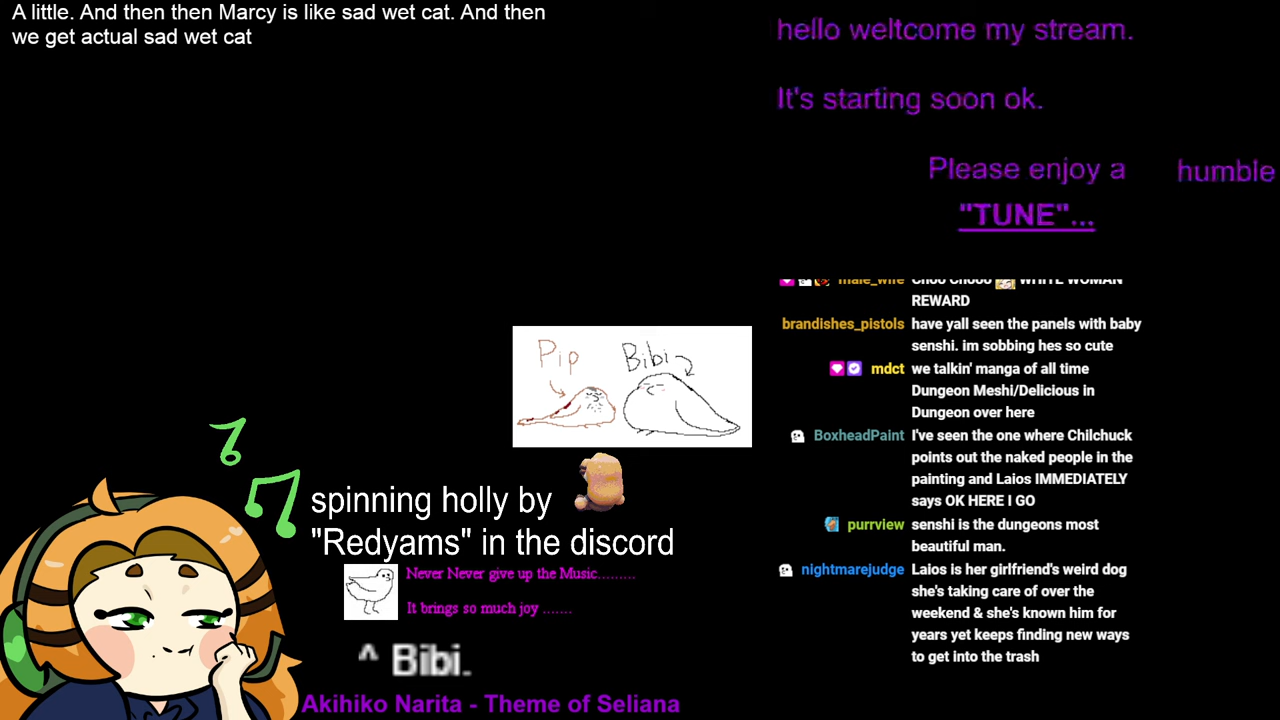 A little. And then then Marcy is like sad wet cat. And then
we get actual sad wet cat
hello weltcome my stream.
It's starting soon ok.
Please enjoy a humble
"TUNE"...
male_wife Choo Chooo WHITE WOMAN
REWARD
brandishes_pistols have yall seen the panels with baby
senshi. im sobbing hes so cute
mdct we talkin' manga of all time
Dungeon Meshi/Delicious in
Dungeon over here
BoxheadPaint I've seen the one where Chilchuck
points out the naked people in the
painting and Laios IMMEDIATELY
says OK HERE I GO
purrview senshi is the dungeons most
beautiful man.
nightmarejudge Laios is her girlfriend's weird dog
she's taking care of over the
weekend & she's known him for
years yet keeps finding new ways
to get into the trash
Pip Bibi
spinning holly by
"Redyams" in the discord
Never Never give up the Music.........
It brings so much joy .......
^ Bibi.
Akihiko Narita - Theme of Seliana